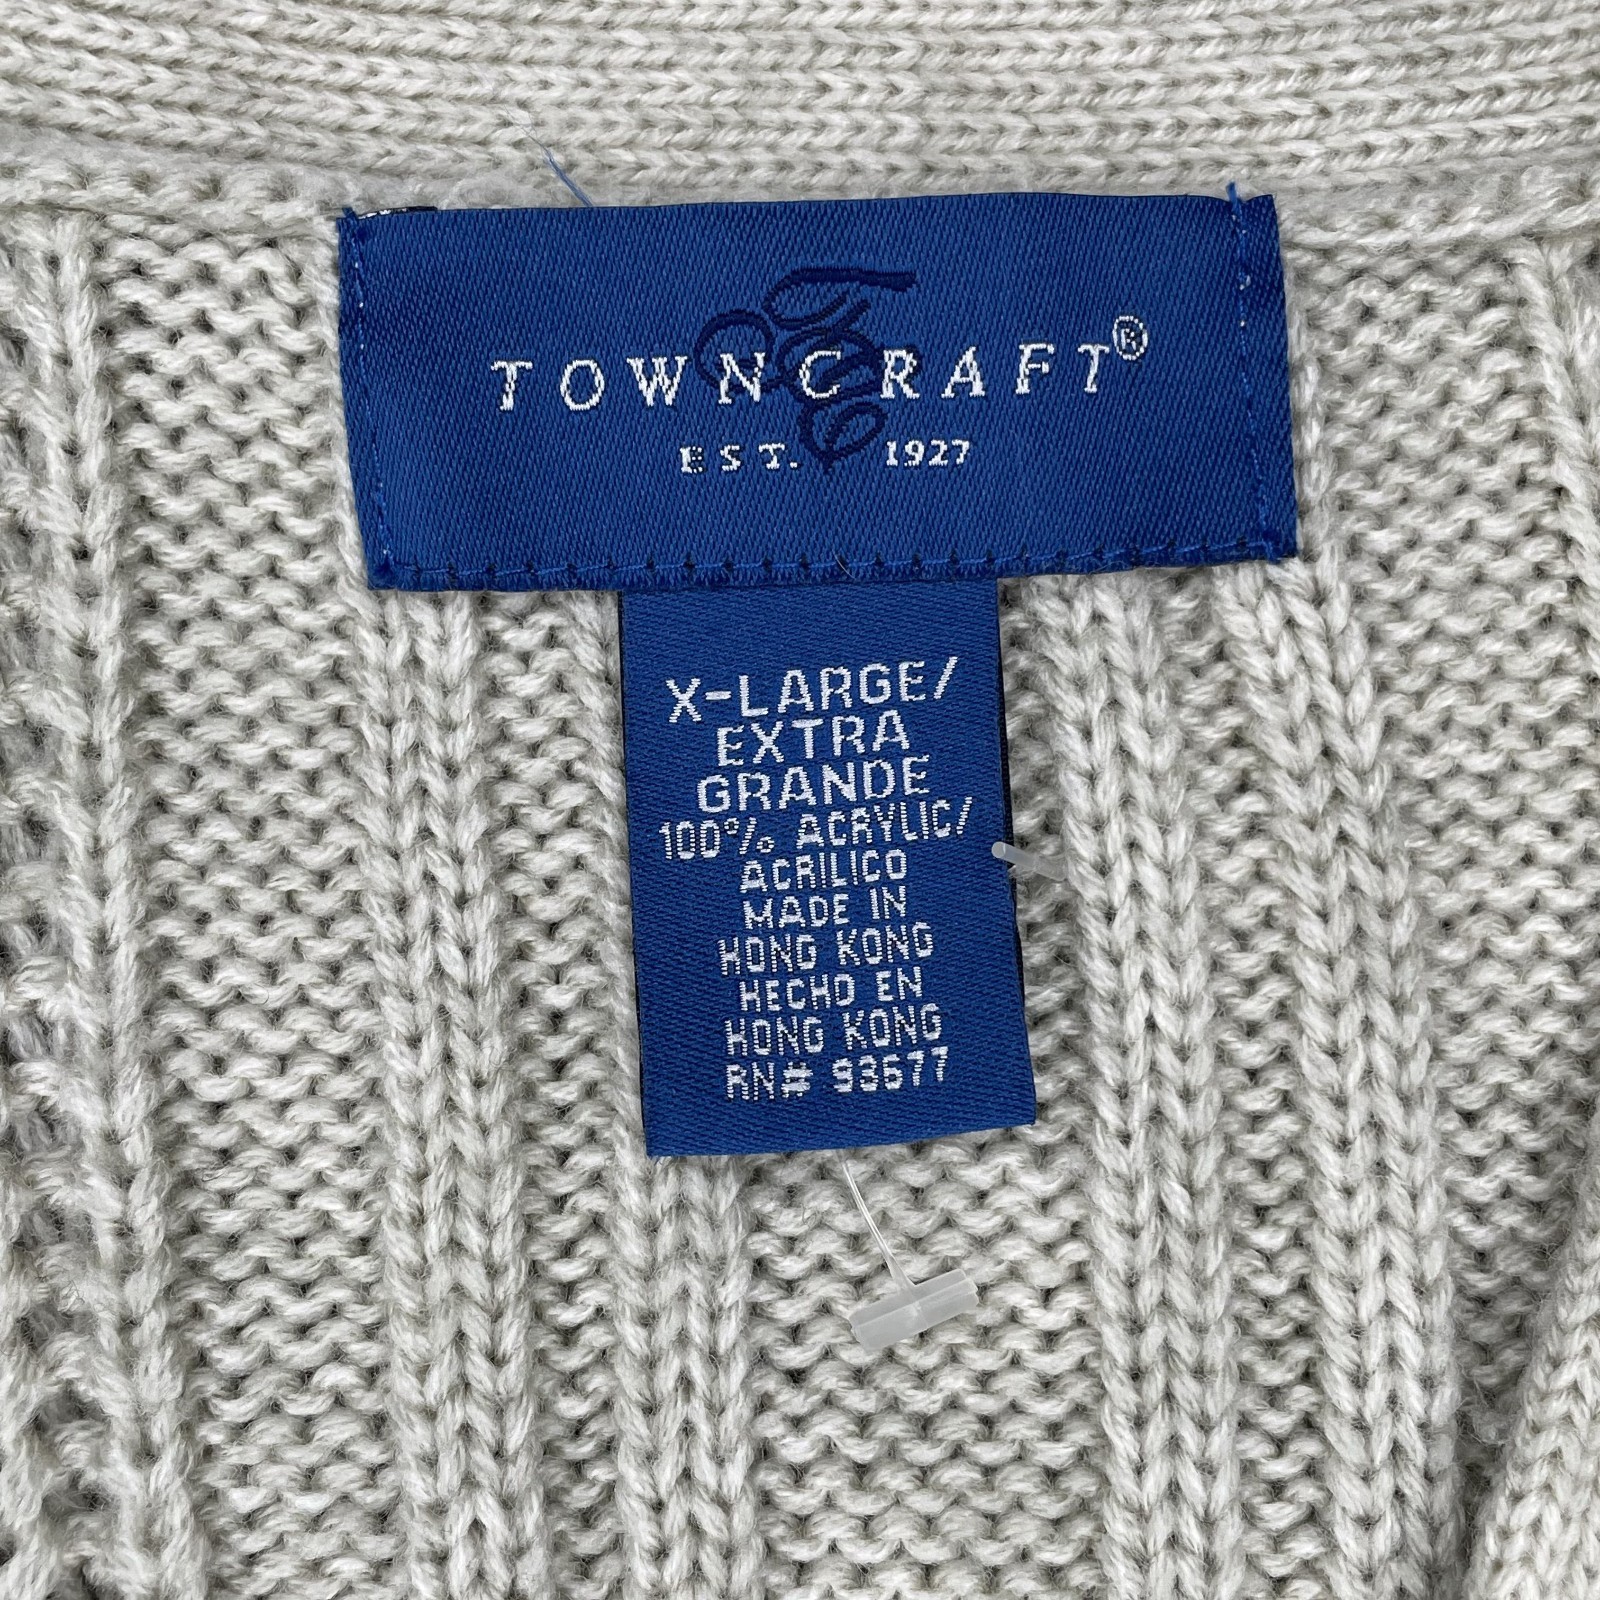 TOWNCRAFT®
EST. 1927
X-LARGE/
EXTRA
GRANDE
100% ACRYLIC/
ACRILICO
MADE IN
HONG KONG
HECHO EN
HONG KONG
RN# 93677